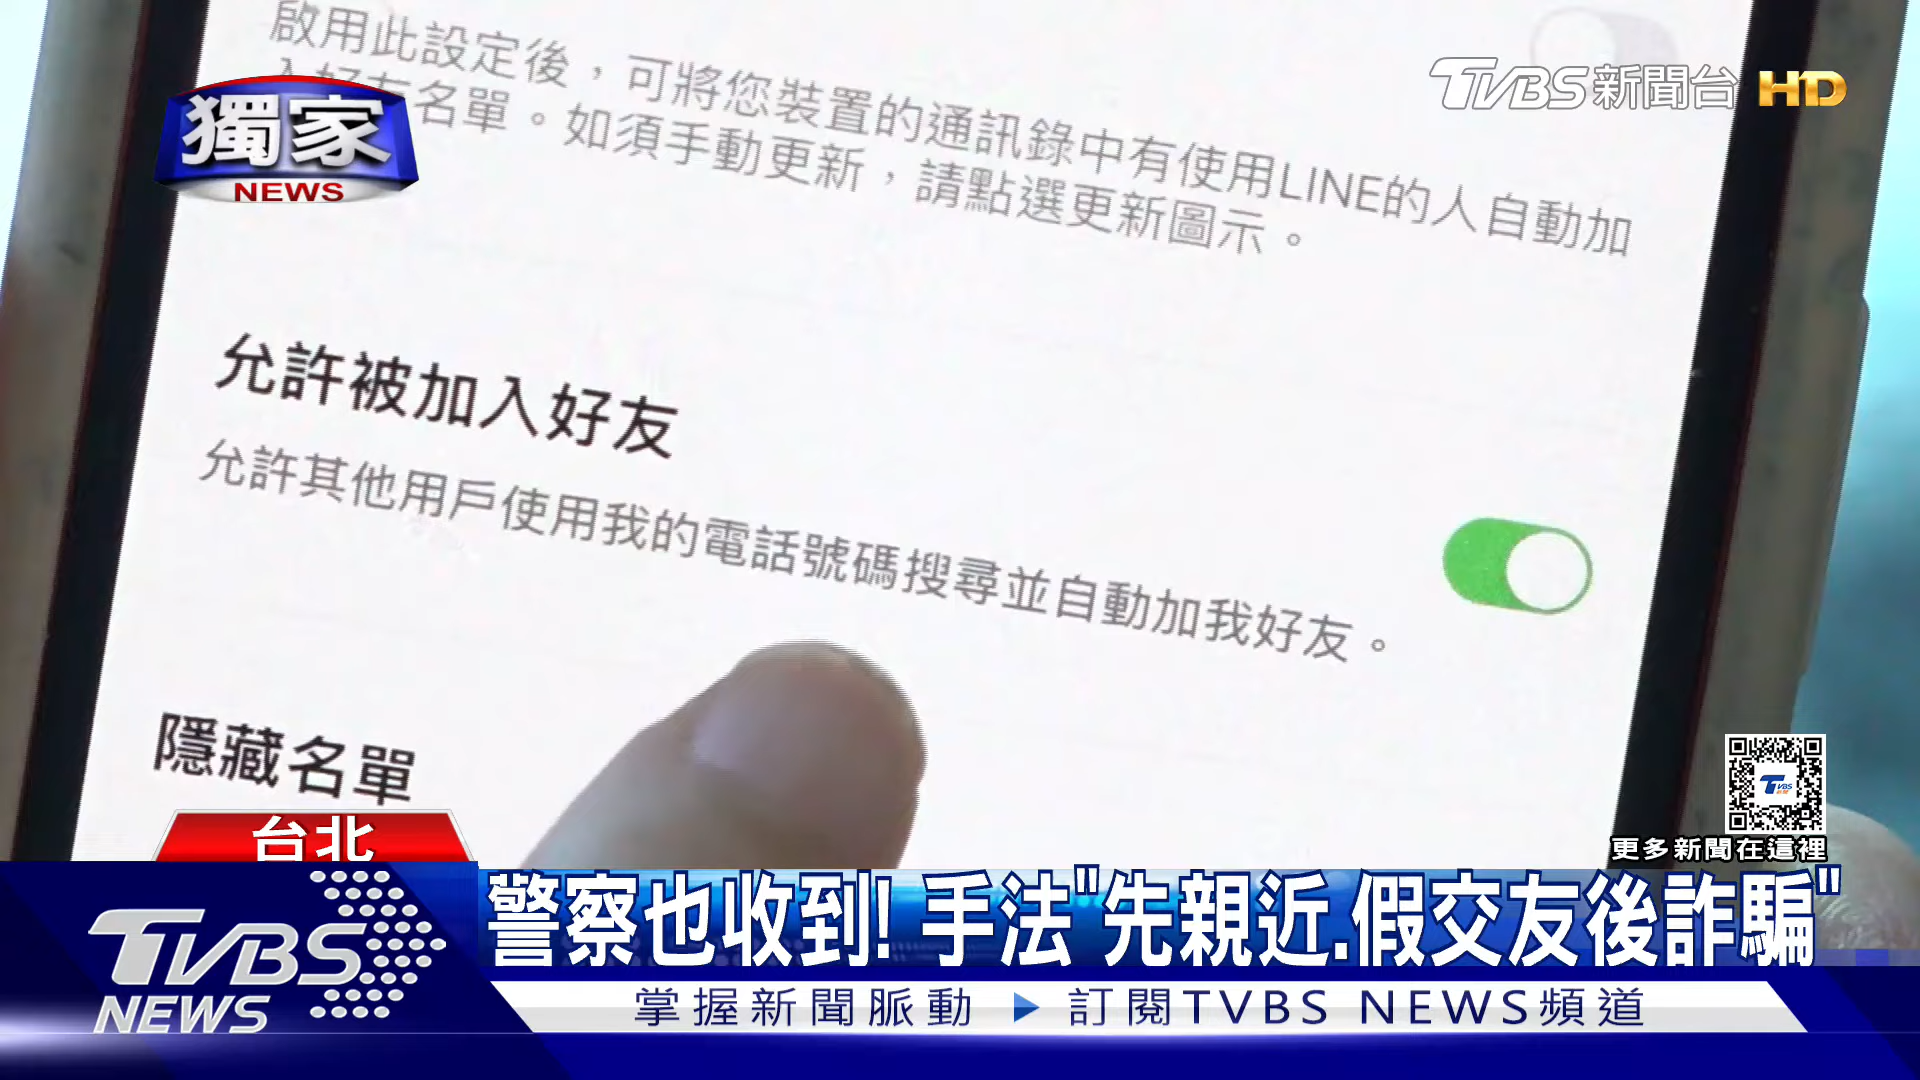 啟用此設定後，可將您裝置的通訊錄中有使用LINE的人自動加
入好友名單。如須手動更新，請點選更新圖示。
獨家
NEWS
TVBS新聞台 HD
允許被加入好友
允許其他用戶使用我的電話號碼搜尋並自動加我好友。
隱藏名單
TVBS
更多新聞在這裡
台北
警察也收到! 手法"先親近.假交友後詐騙"
TVBS
NEWS
掌握新聞脈動 ▶ 訂閱TVBS NEWS頻道